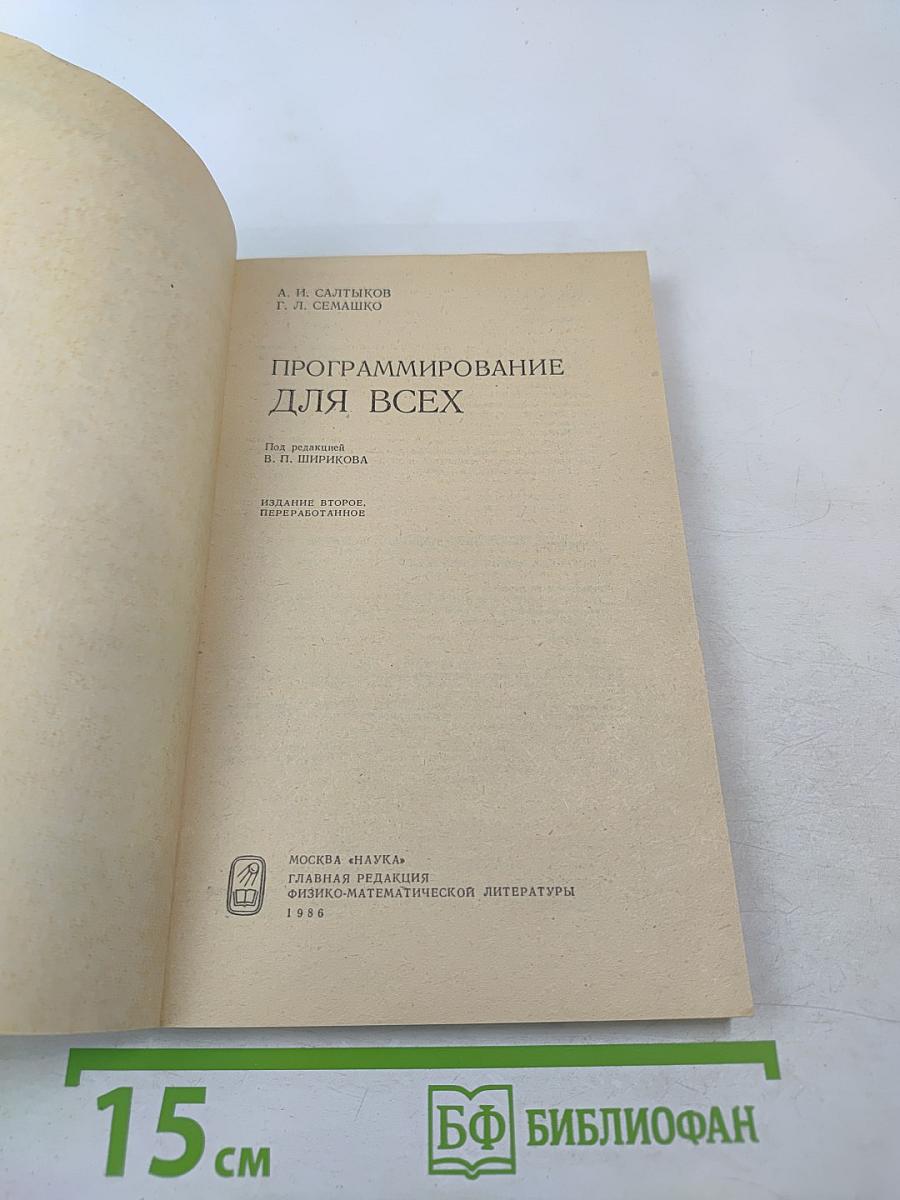 А. И. САЛТЫКОВ
Г. Л. СЕМАШКО
ПРОГРАММИРОВАНИЕ
ДЛЯ ВСЕХ
Под редакцией
В. П. ШИРИКОВА
ИЗДАНИЕ ВТОРОЕ,
ПЕРЕРАБОТАННОЕ
МОСКВА «НАУКА»
ГЛАВНАЯ РЕДАКЦИЯ
ФИЗИКО-МАТЕМАТИЧЕСКОЙ ЛИТЕРАТУРЫ
1986
15 см
БФ БИБЛИОФАН